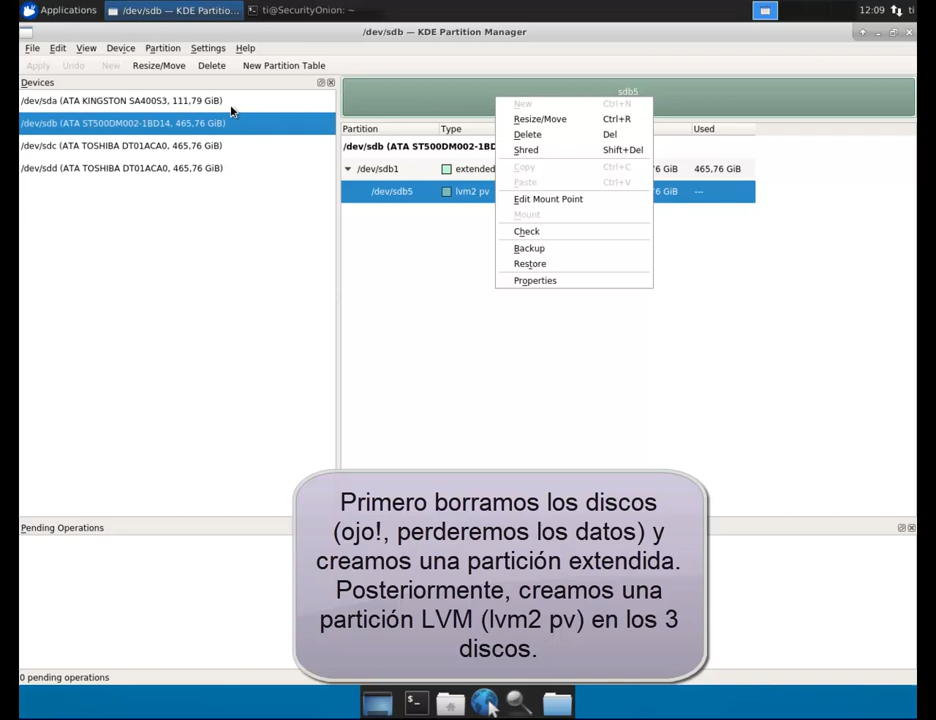 Applications
/dev/sdb — KDE Partitio...
ti@SecurityOnion: ~
12:09
ti
/dev/sdb — KDE Partition Manager
File Edit View Device Partition Settings Help
Apply Undo New Resize/Move Delete New Partition Table
Devices
/dev/sda (ATA KINGSTON SA400S3, 111,79 GiB)
/dev/sdb (ATA ST500DM002-1BD14, 465,76 GiB)
/dev/sdc (ATA TOSHIBA DT01ACA0, 465,76 GiB)
/dev/sdd (ATA TOSHIBA DT01ACA0, 465,76 GiB)
sdb5
Partition Type Used
/dev/sdb (ATA ST500DM002-1BD
/dev/sdb1 extended 6 GiB 465,76 GiB
/dev/sdb5 lvm2 pv 76 GiB ---
New Ctrl+N
Resize/Move Ctrl+R
Delete Del
Shred Shift+Del
Copy Ctrl+C
Paste Ctrl+V
Edit Mount Point
Mount
Check
Backup
Restore
Properties
Pending Operations
Primero borramos los discos
(ojo!, perderemos los datos) y
creamos una partición extendida.
Posteriormente, creamos una
partición LVM (lvm2 pv) en los 3
discos.
0 pending operations